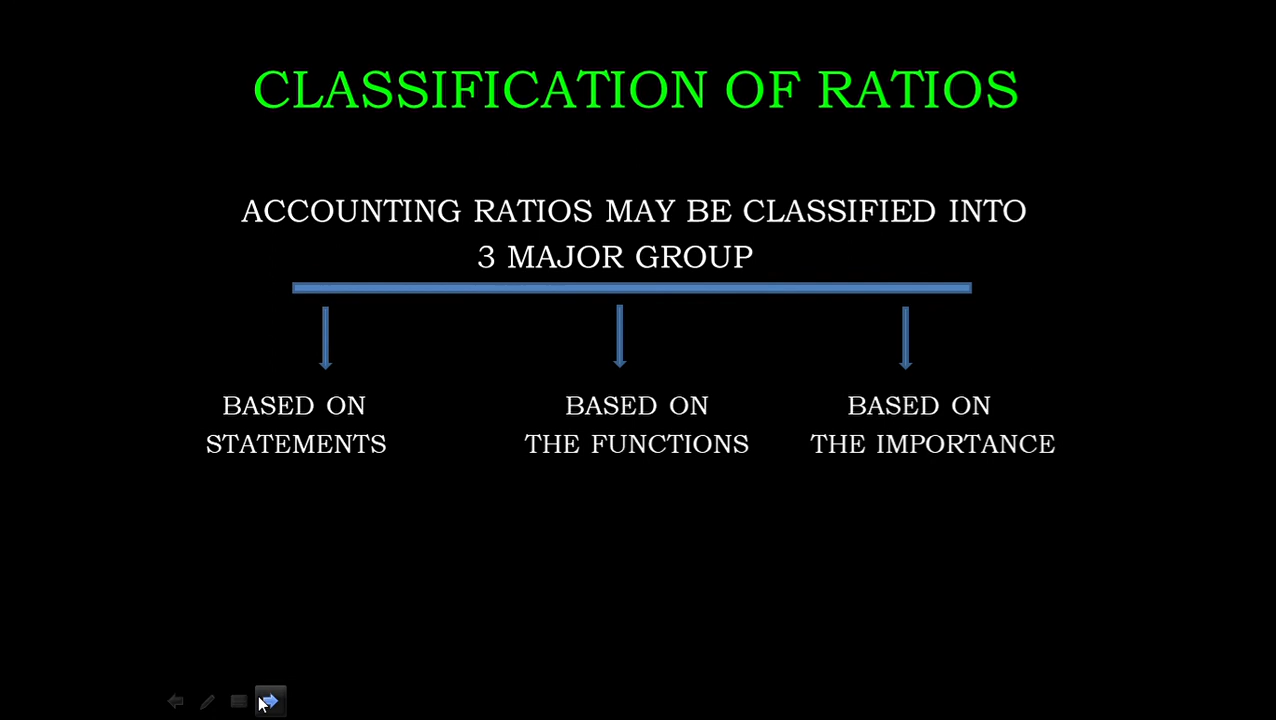 CLASSIFICATION OF RATIOS
ACCOUNTING RATIOS MAY BE CLASSIFIED INTO
3 MAJOR GROUP
BASED ON
STATEMENTS
BASED ON
THE FUNCTIONS
BASED ON
THE IMPORTANCE